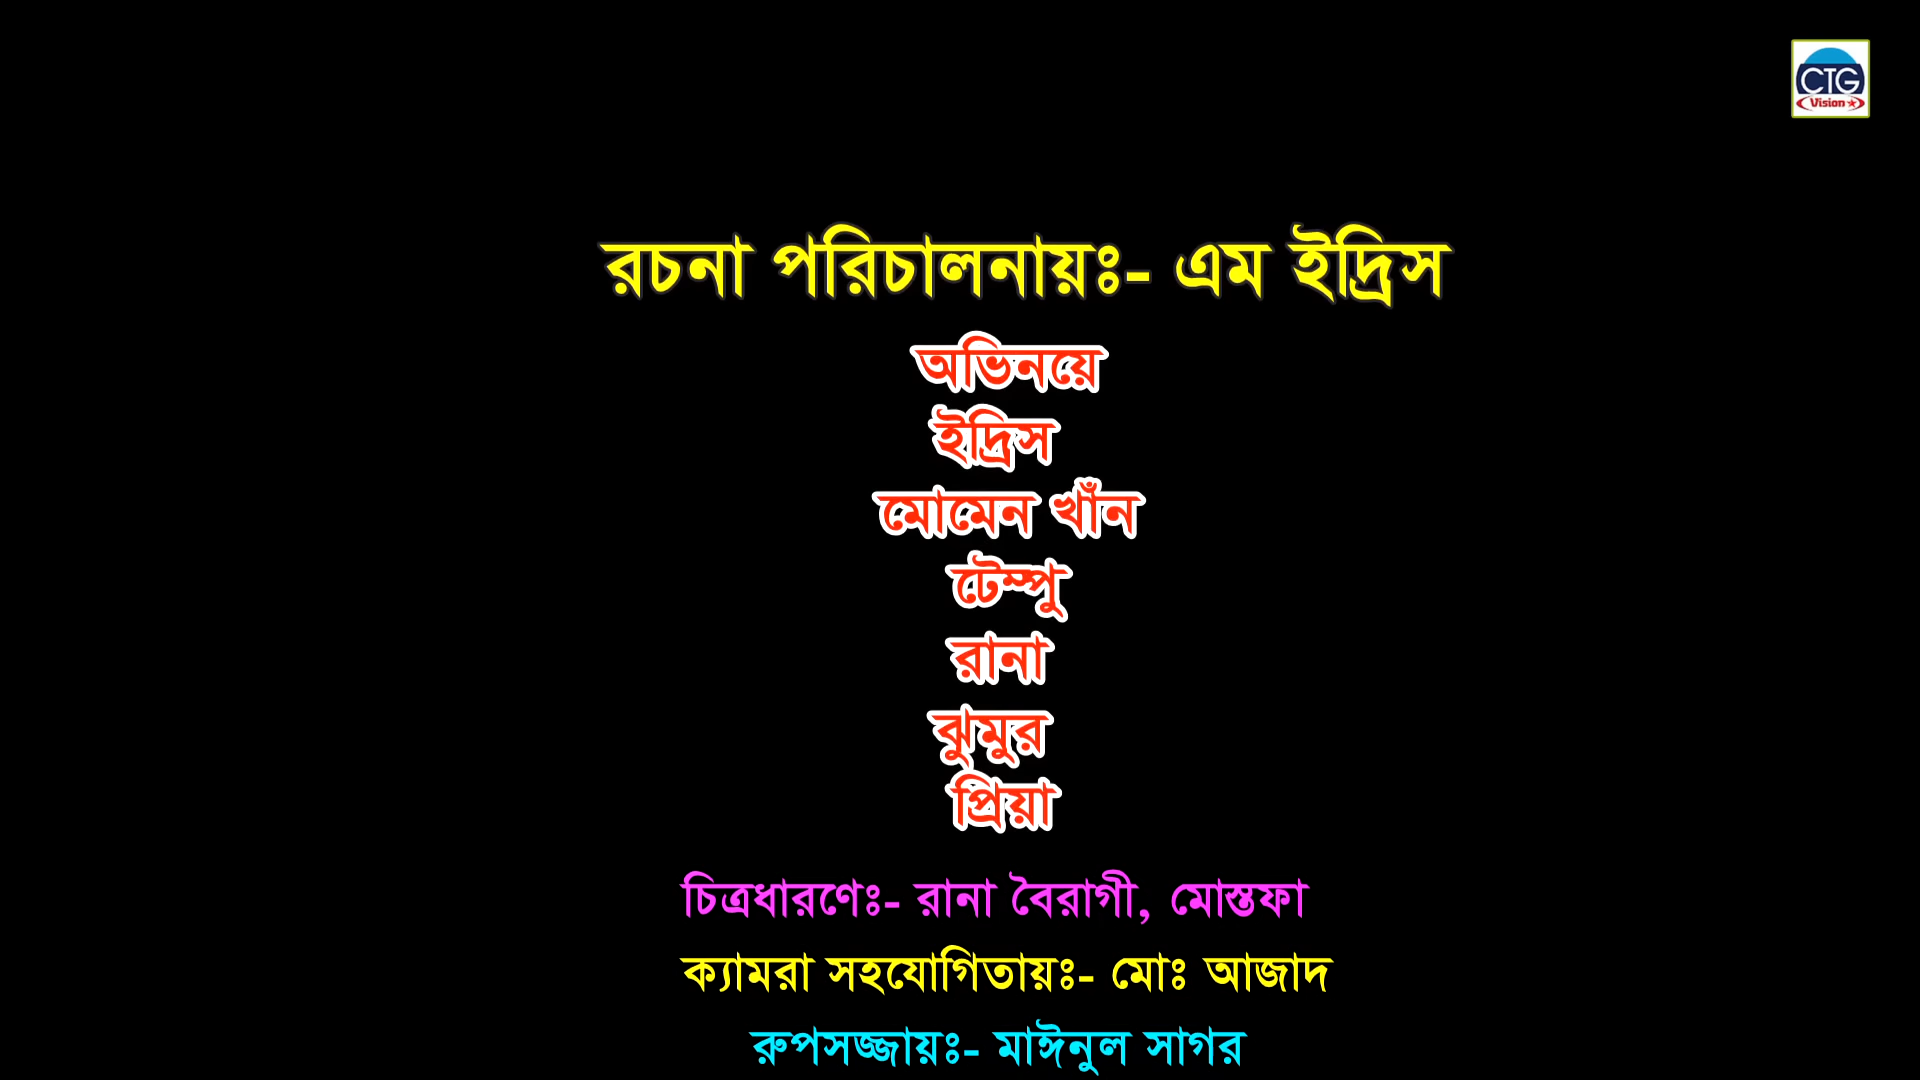 CTG
Vision
রচনা পরিচালনায়ঃ- এম ইদ্রিস
অভিনয়ে
ইদ্রিস
মোমেন খাঁন
টেম্পু
রানা
ঝুমুর
প্রিয়া
চিত্রধারণেঃ- রানা বৈরাগী, মোস্তফা
ক্যামরা সহযোগিতায়ঃ- মোঃ আজাদ
রুপসজ্জায়ঃ- মাঈনুল সাগর